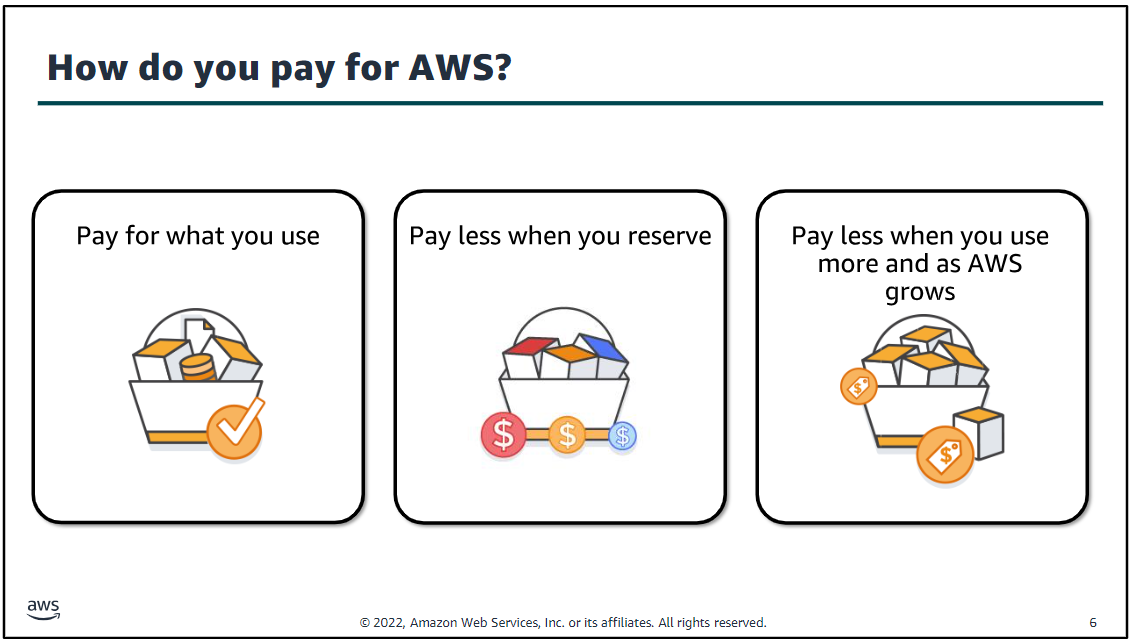 How do you pay for AWS?
Pay for what you use
Pay less when you reserve
Pay less when you use
more and as AWS
grows
$
$
$
$
$
aws
© 2022, Amazon Web Services, Inc. or its affiliates. All rights reserved.
6